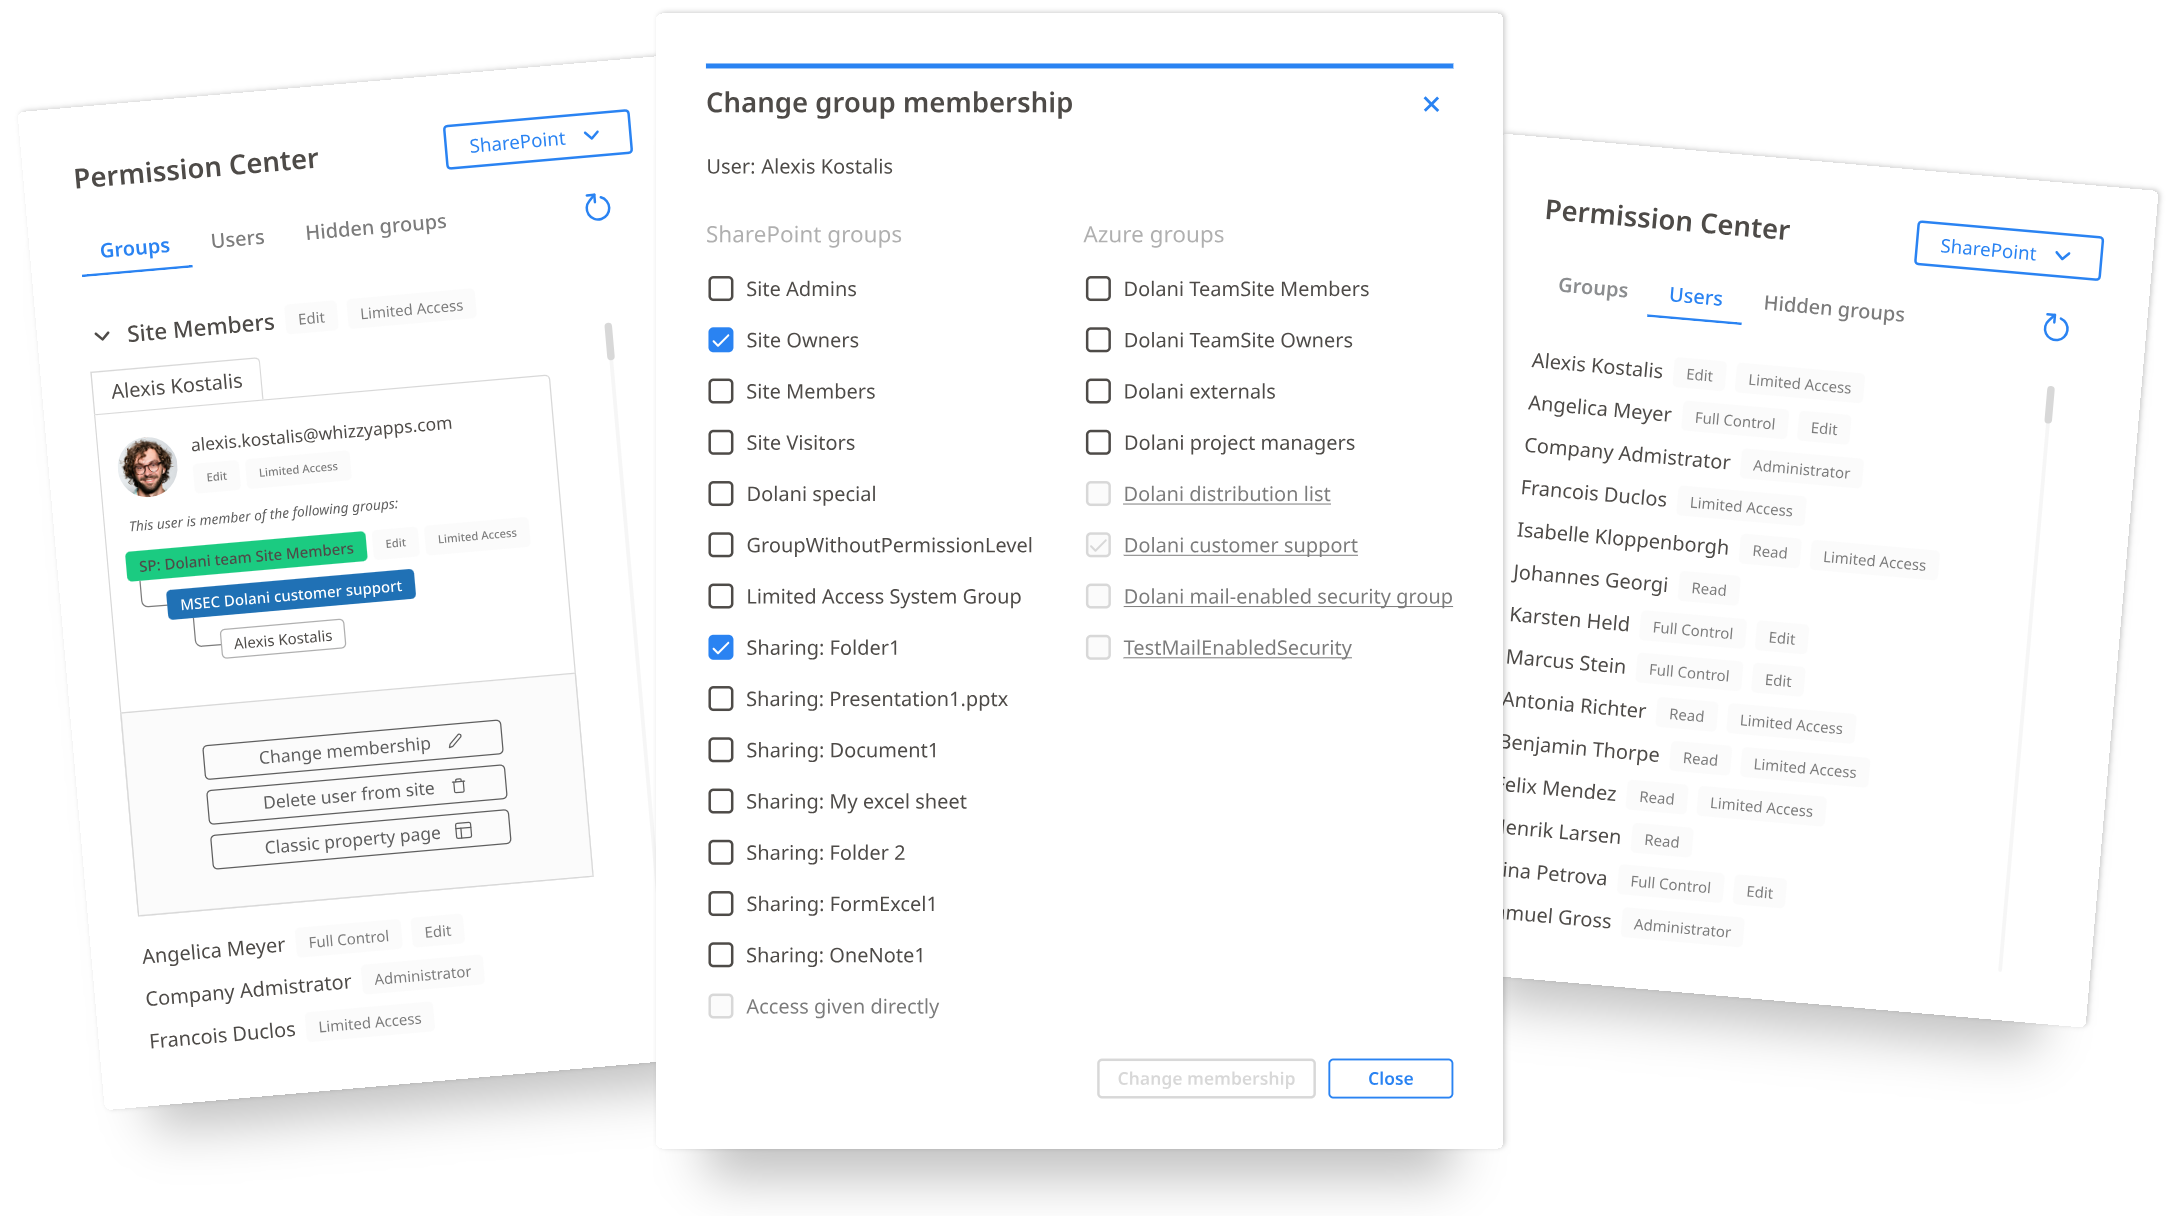 Permission Center
SharePoint
Groups Users Hidden groups
Site Members Edit Limited Access
Alexis Kostalis
alexis.kostalis@whizzyapps.com
Edit Limited Access
This user is member of the following groups:
SP: Dolani team Site Members Edit Limited Access
MSEC Dolani customer support
Alexis Kostalis
Change membership
Delete user from site
Classic property page
Angelica Meyer Full Control Edit
Company Admistrator Administrator
Francois Duclos Limited Access
Change group membership
User: Alexis Kostalis
SharePoint groups
Site Admins
Site Owners
Site Members
Site Visitors
Dolani special
GroupWithoutPermissionLevel
Limited Access System Group
Sharing: Folder1
Sharing: Presentation1.pptx
Sharing: Document1
Sharing: My excel sheet
Sharing: Folder 2
Sharing: FormExcel1
Sharing: OneNote1
Access given directly
Azure groups
Dolani TeamSite Members
Dolani TeamSite Owners
Dolani externals
Dolani project managers
Dolani distribution list
Dolani customer support
Dolani mail-enabled security group
TestMailEnabledSecurity
Change membership Close
Permission Center
SharePoint
Groups Users Hidden groups
Alexis Kostalis Edit Limited Access
Angelica Meyer Full Control Edit
Company Admistrator Administrator
Francois Duclos Limited Access
Isabelle Kloppenborgh Read Limited Access
Johannes Georgi Read
Karsten Held Full Control Edit
Marcus Stein Full Control Edit
Antonia Richter Read Limited Access
Benjamin Thorpe Read Limited Access
Felix Mendez Read Limited Access
Larsen Read
Petrova Full Control Edit
Gross Administrator